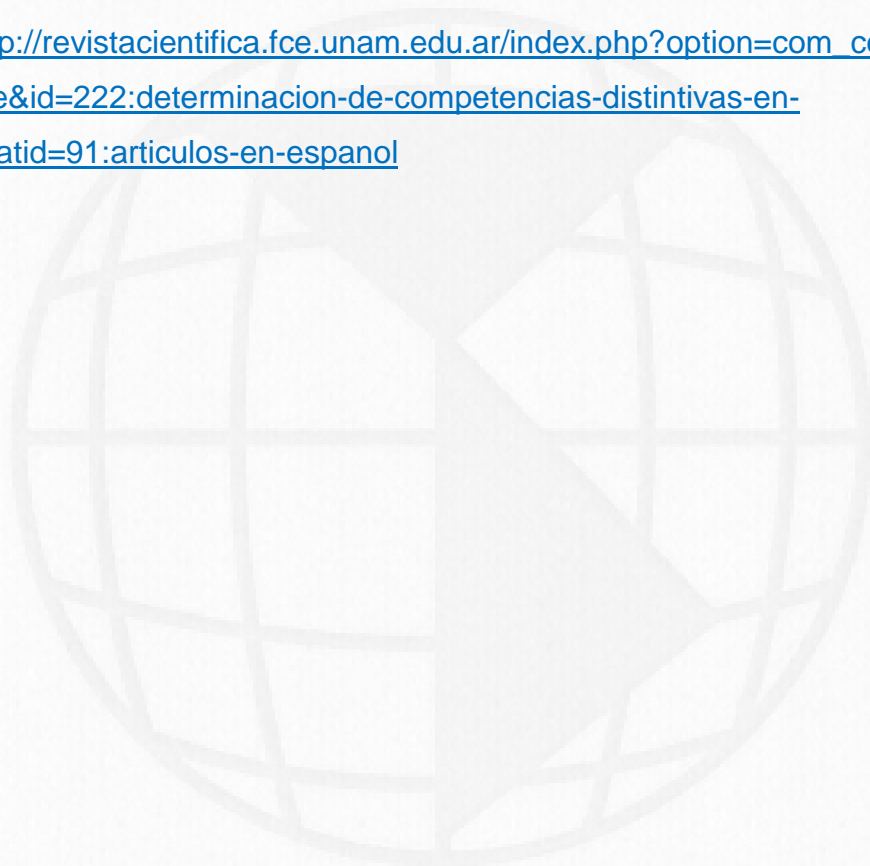 p://revistacientifica.fce.unam.edu.ar/index.php?option=com_c
e&id=222:determinacion-de-competencias-distintivas-en-
atid=91:articulos-en-espanol